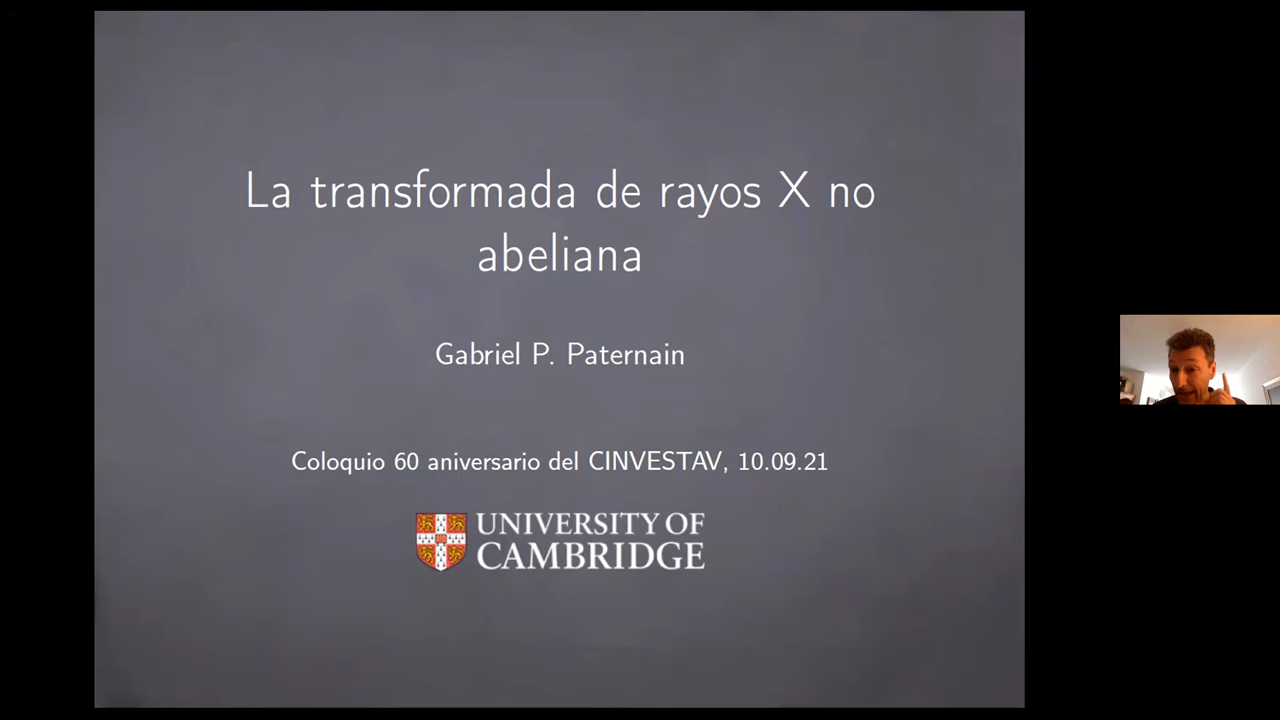 La transformada de rayos X no
abeliana
Gabriel P. Paternain
Coloquio 60 aniversario del CINVESTAV, 10.09.21
UNIVERSITY OF
CAMBRIDGE